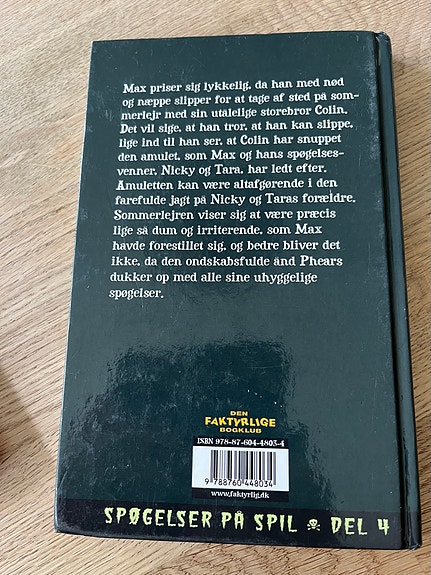 Max priser sig lykkelig, da han med nød
og næppe slipper for at tage af sted på som-
merlejr med sin utalelige storebror Colin.
Det vil sige, at han tror, at han kan slippe,
lige ind til han ser, at Colin har snuppet
den amulet, som Max og hans spøgelses-
venner, Nicky og Tara, har ledt efter.
Amuletten kan være altafgørende i den
farefulde jagt på Nicky og Taras forældre.
Sommerlejren viser sig at være præcis
lige så dum og irriterende, som Max
havde forestillet sig, og bedre bliver det
ikke, da den ondskabsfulde ånd Phears
dukker op med alle sine uhyggelige
spøgelser.
DEN
FAKTYRLIGE
BOGKLUB
ISBN 978-87-604-4803-4
9 788760 448034
www.faktyrlig.dk
SPØGELSER PÅ SPIL DEL 4